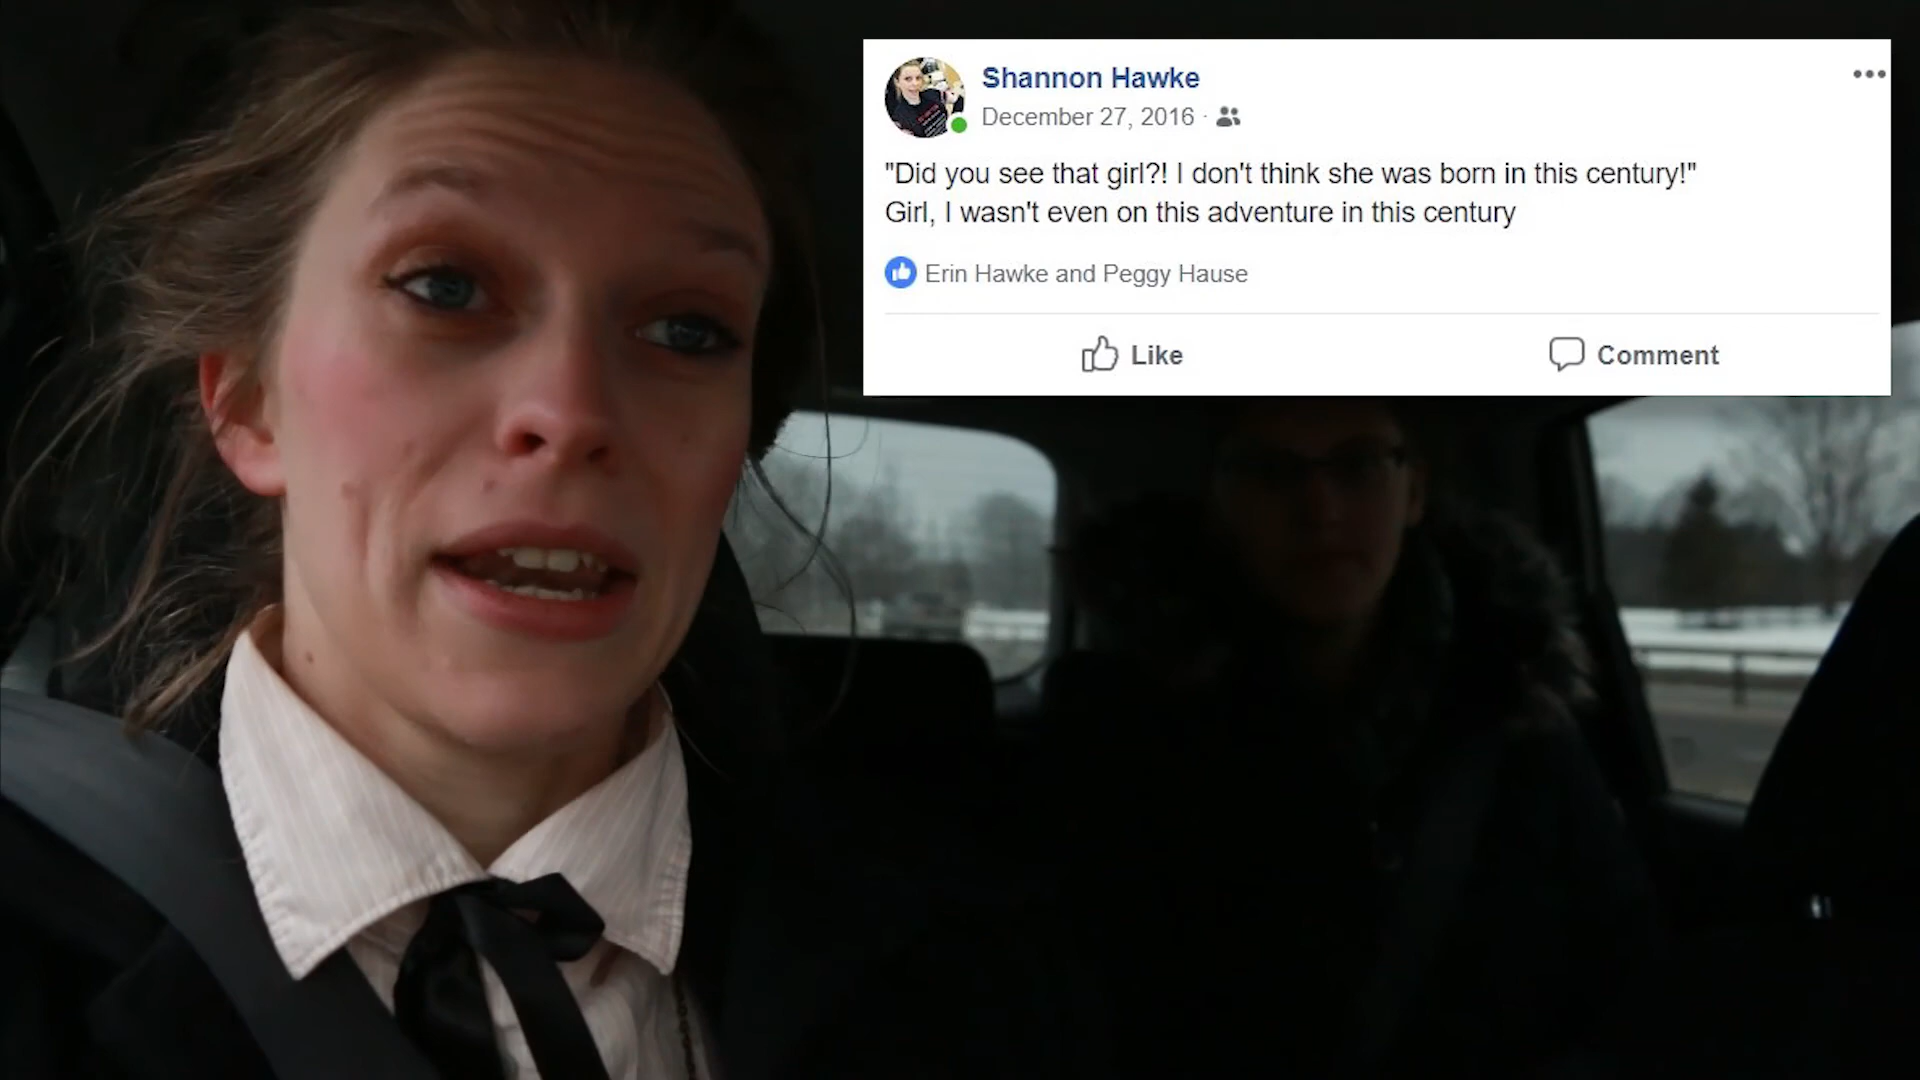 Shannon Hawke
December 27, 2016 ·
"Did you see that girl?! I don't think she was born in this century!"
Girl, I wasn't even on this adventure in this century
Erin Hawke and Peggy Hause
Like
Comment